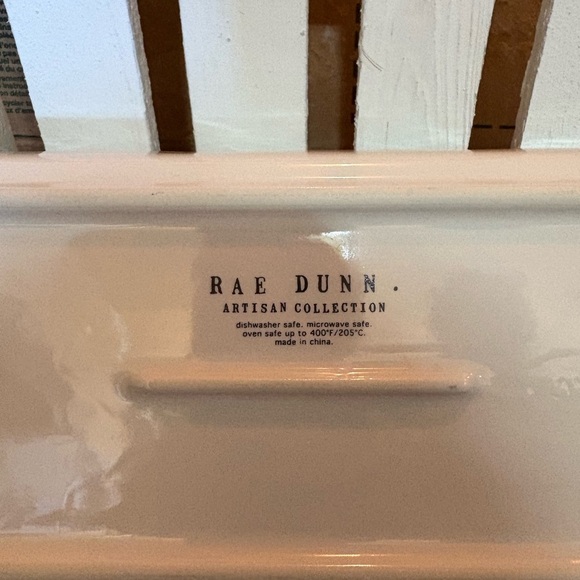 RAE DUNN.
ARTISAN COLLECTION
dishwasher safe. microwave safe.
oven safe up to 400°F/205°C.
made in china.